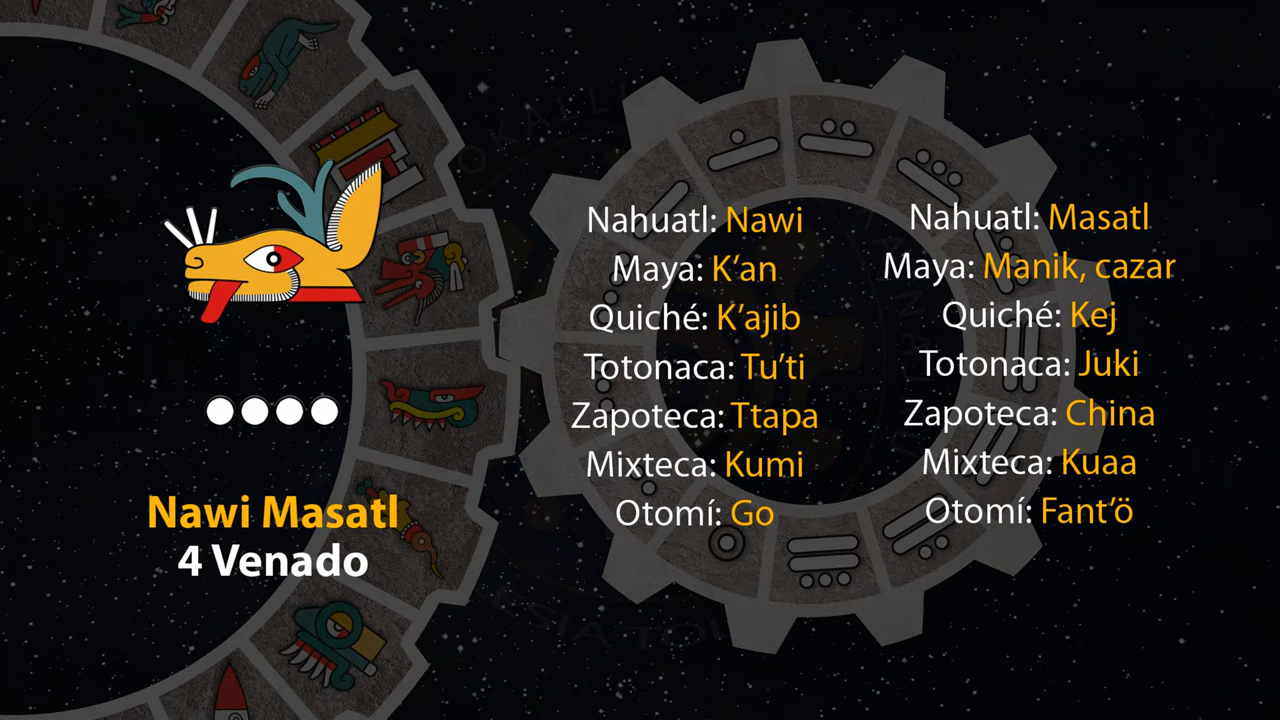 Nawi Masatl
4 Venado
Nahuatl: Nawi
Maya: K’an
Quiché: K’ajib
Totonaca: Tu’ti
Zapoteca: Ttapa
Mixteca: Kumi
Otomí: Go
Nahuatl: Masatl
Maya: Manik, cazar
Quiché: Kej
Totonaca: Juki
Zapoteca: China
Mixteca: Kuaa
Otomí: Fant’ö